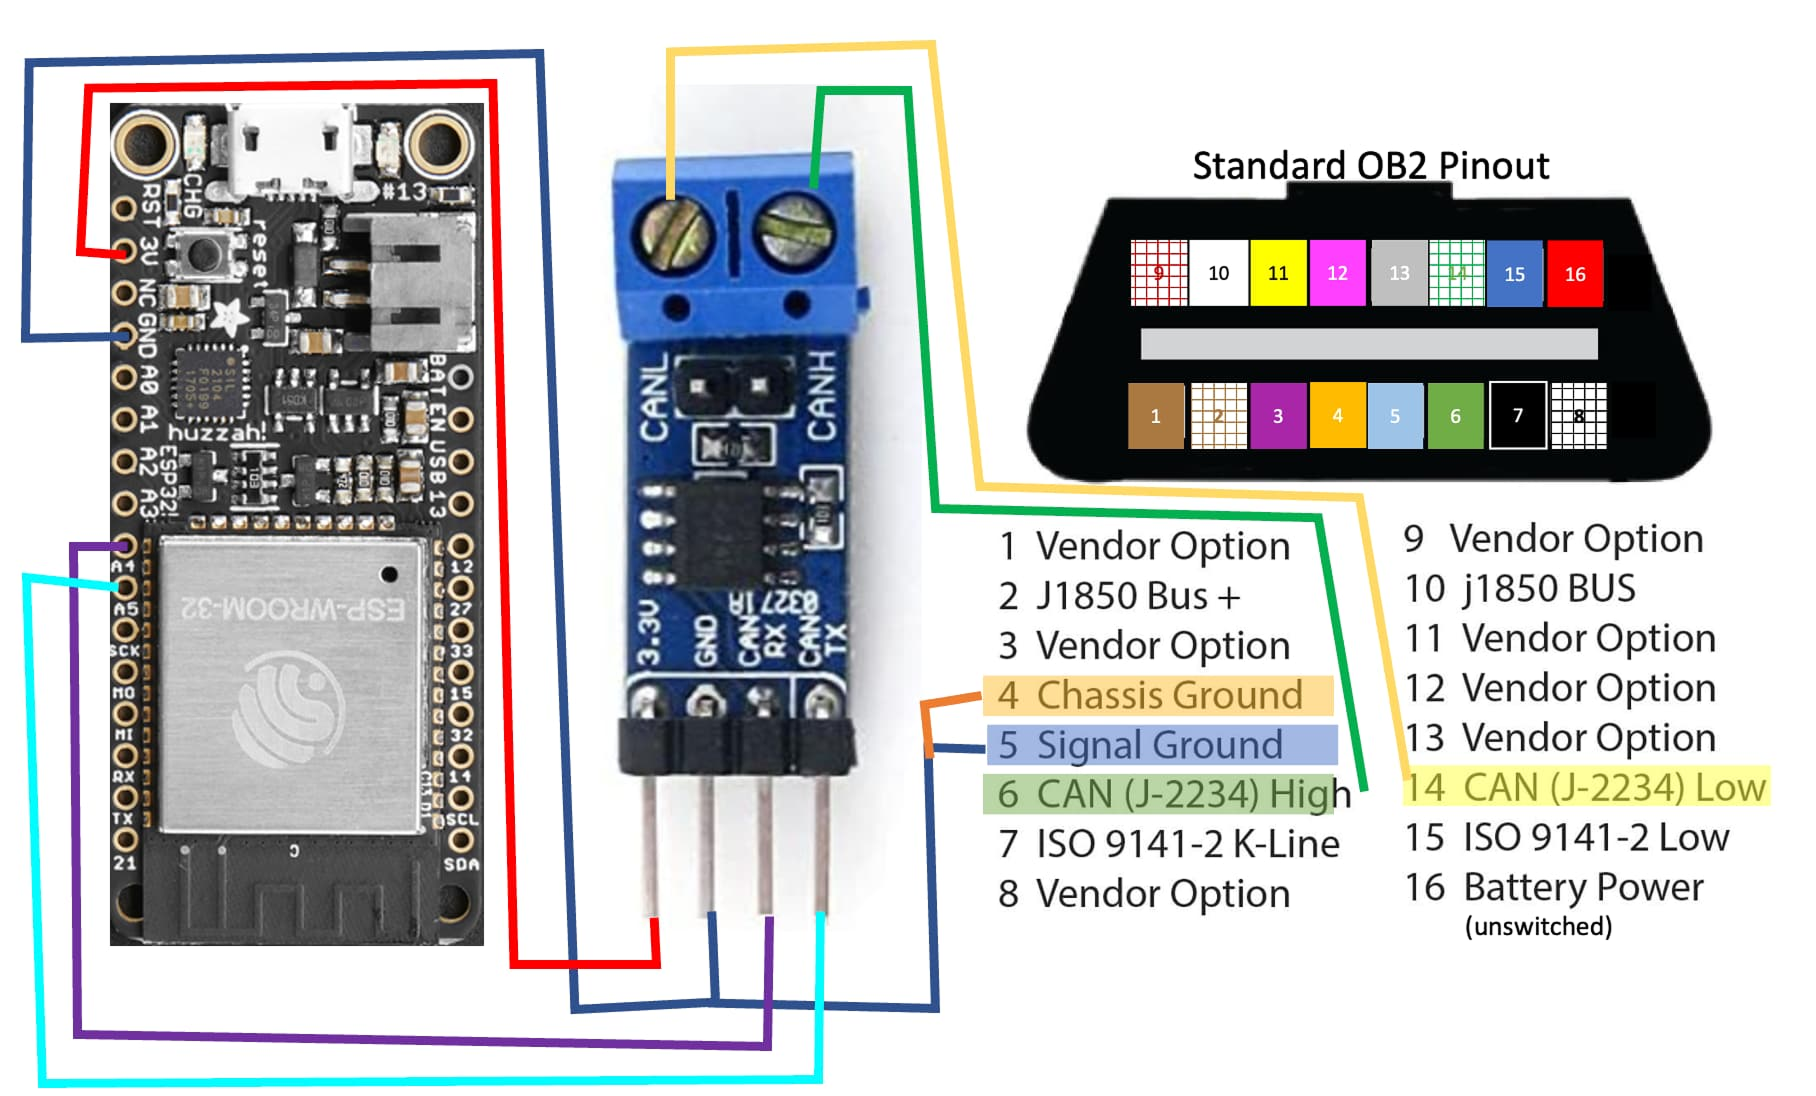 Standard OB2 Pinout
9 10 11 12 13 14 15 16
1 2 3 4 5 6 7 8
1 Vendor Option
2 J1850 Bus +
3 Vendor Option
4 Chassis Ground
5 Signal Ground
6 CAN (J-2234) High
7 ISO 9141-2 K-Line
8 Vendor Option
9 Vendor Option
10 j1850 BUS
11 Vendor Option
12 Vendor Option
13 Vendor Option
14 CAN (J-2234) Low
15 ISO 9141-2 Low
16 Battery Power
(unswitched)
RST
3V
NC
GND
A0
A1
A2
A3
A4
A5
SCK
MO
MI
RX
TX
21
CHG
reset
#13
BAT
EN
USB
13
12
27
33
15
32
14
SCL
SDA
SIL
2104
huzzah!
ESP32!
ESP-WROOM-32
CANL
CANH
3.3V
GND
CAN RX
CAN TX